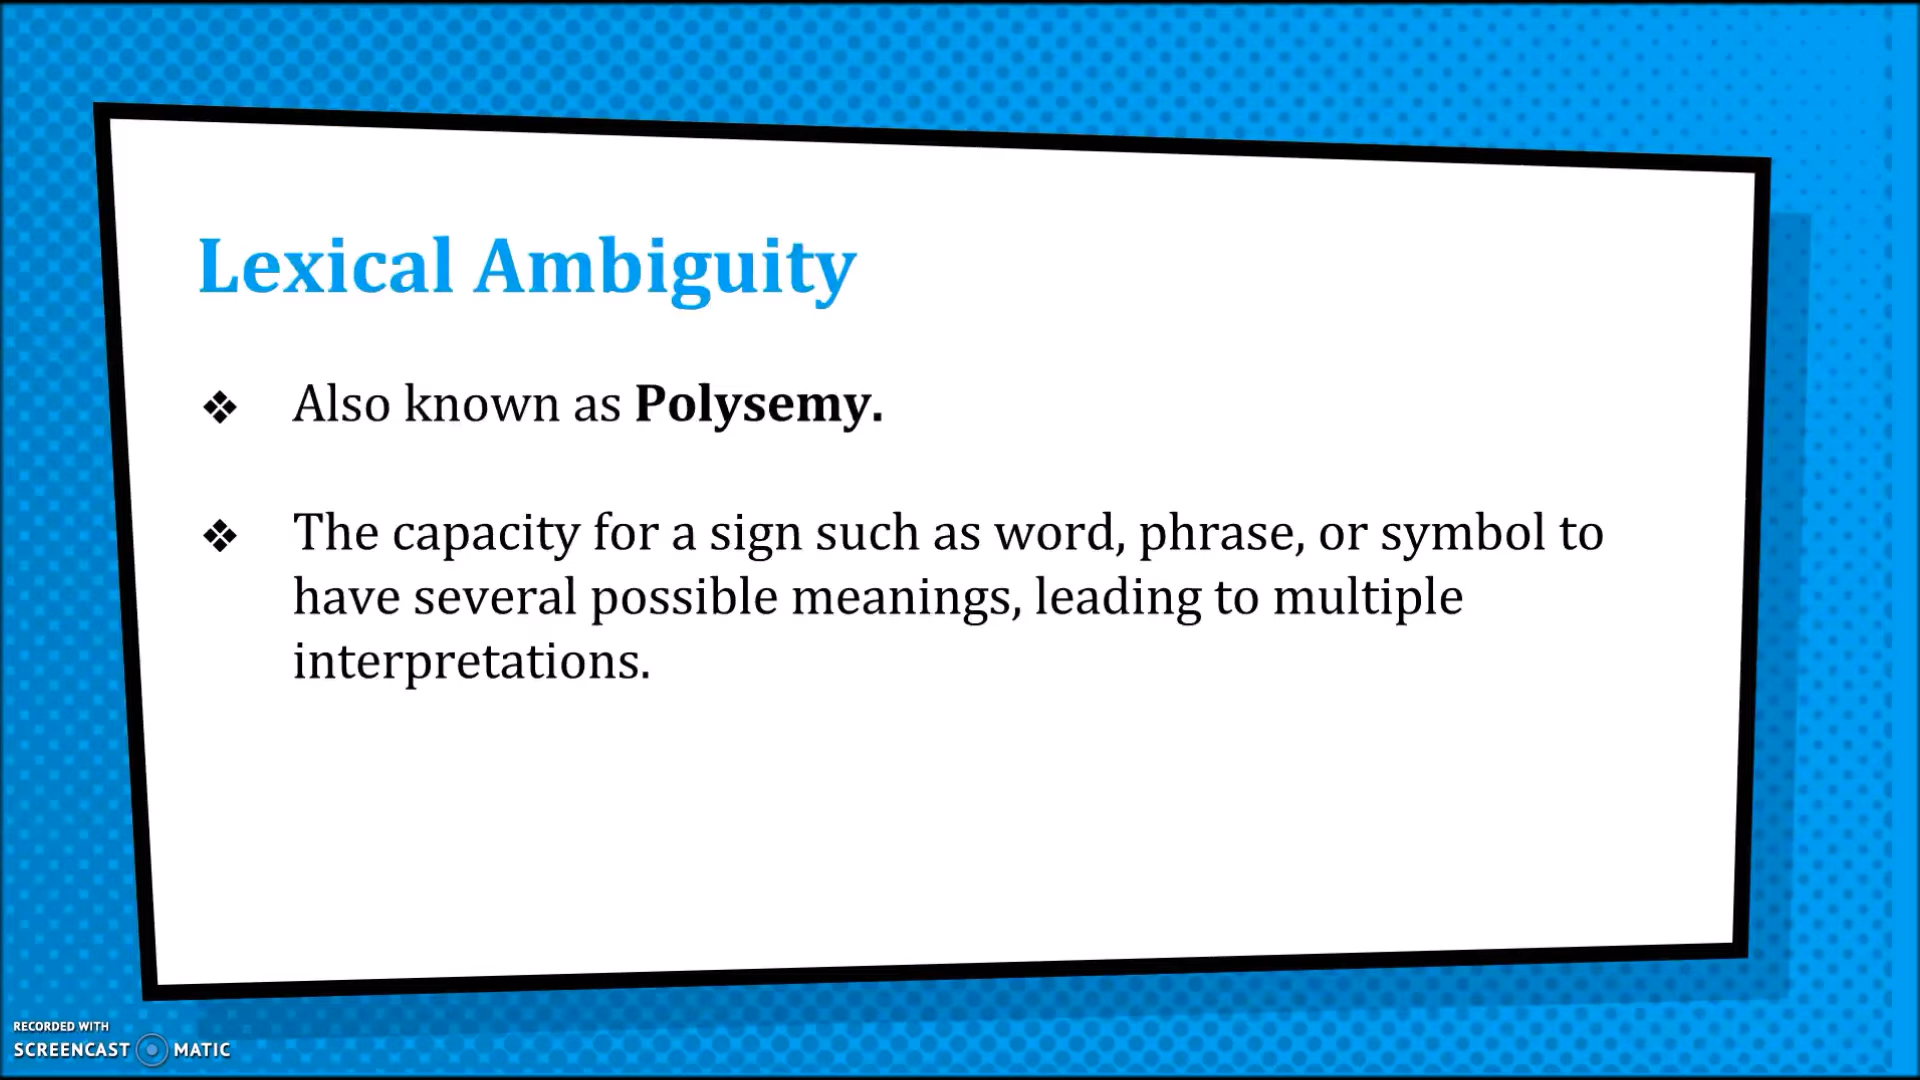 Lexical Ambiguity
❖ Also known as Polysemy.
❖ The capacity for a sign such as word, phrase, or symbol to
have several possible meanings, leading to multiple
interpretations.
RECORDED WITH
SCREENCAST MATIC